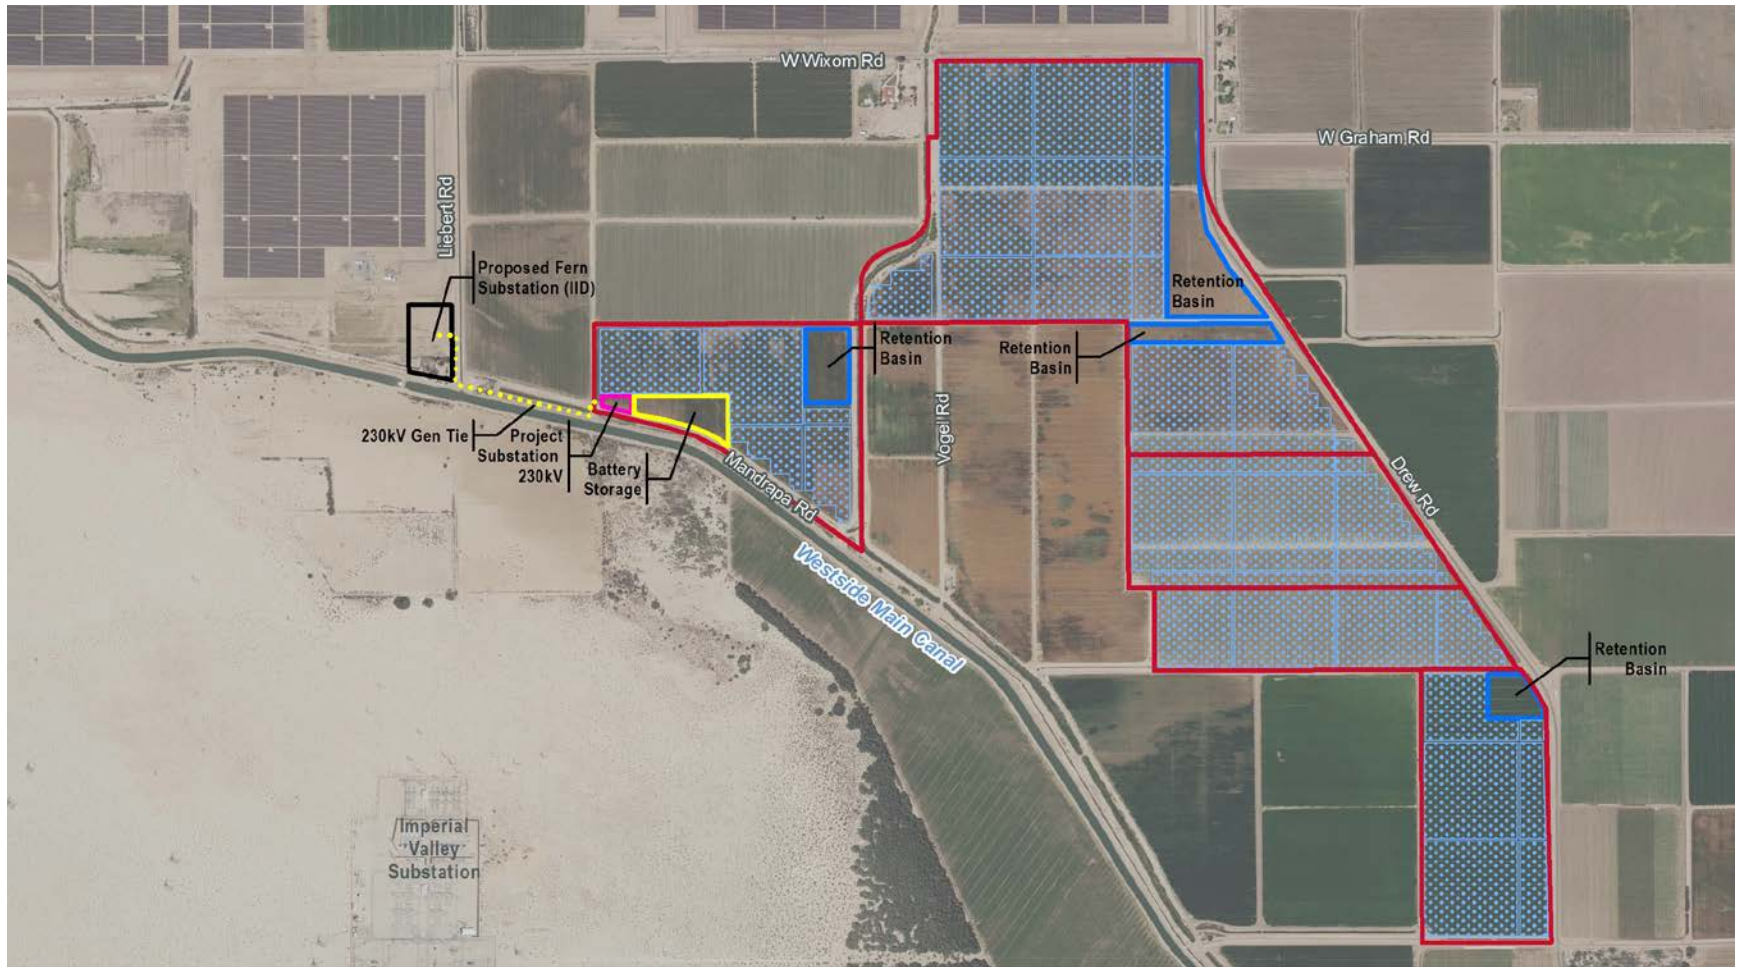 W Wixom Rd
W Graham Rd
Liebert Rd
Proposed Fern
Substation (IID)
Retention
Basin
Retention
Basin
Retention
Basin
Vogel Rd
230kV Gen Tie
Project
Substation
230kV
Battery
Storage
Mandrapa Rd
Drew Rd
Westside Main Canal
Retention
Basin
Imperial
Valley
Substation